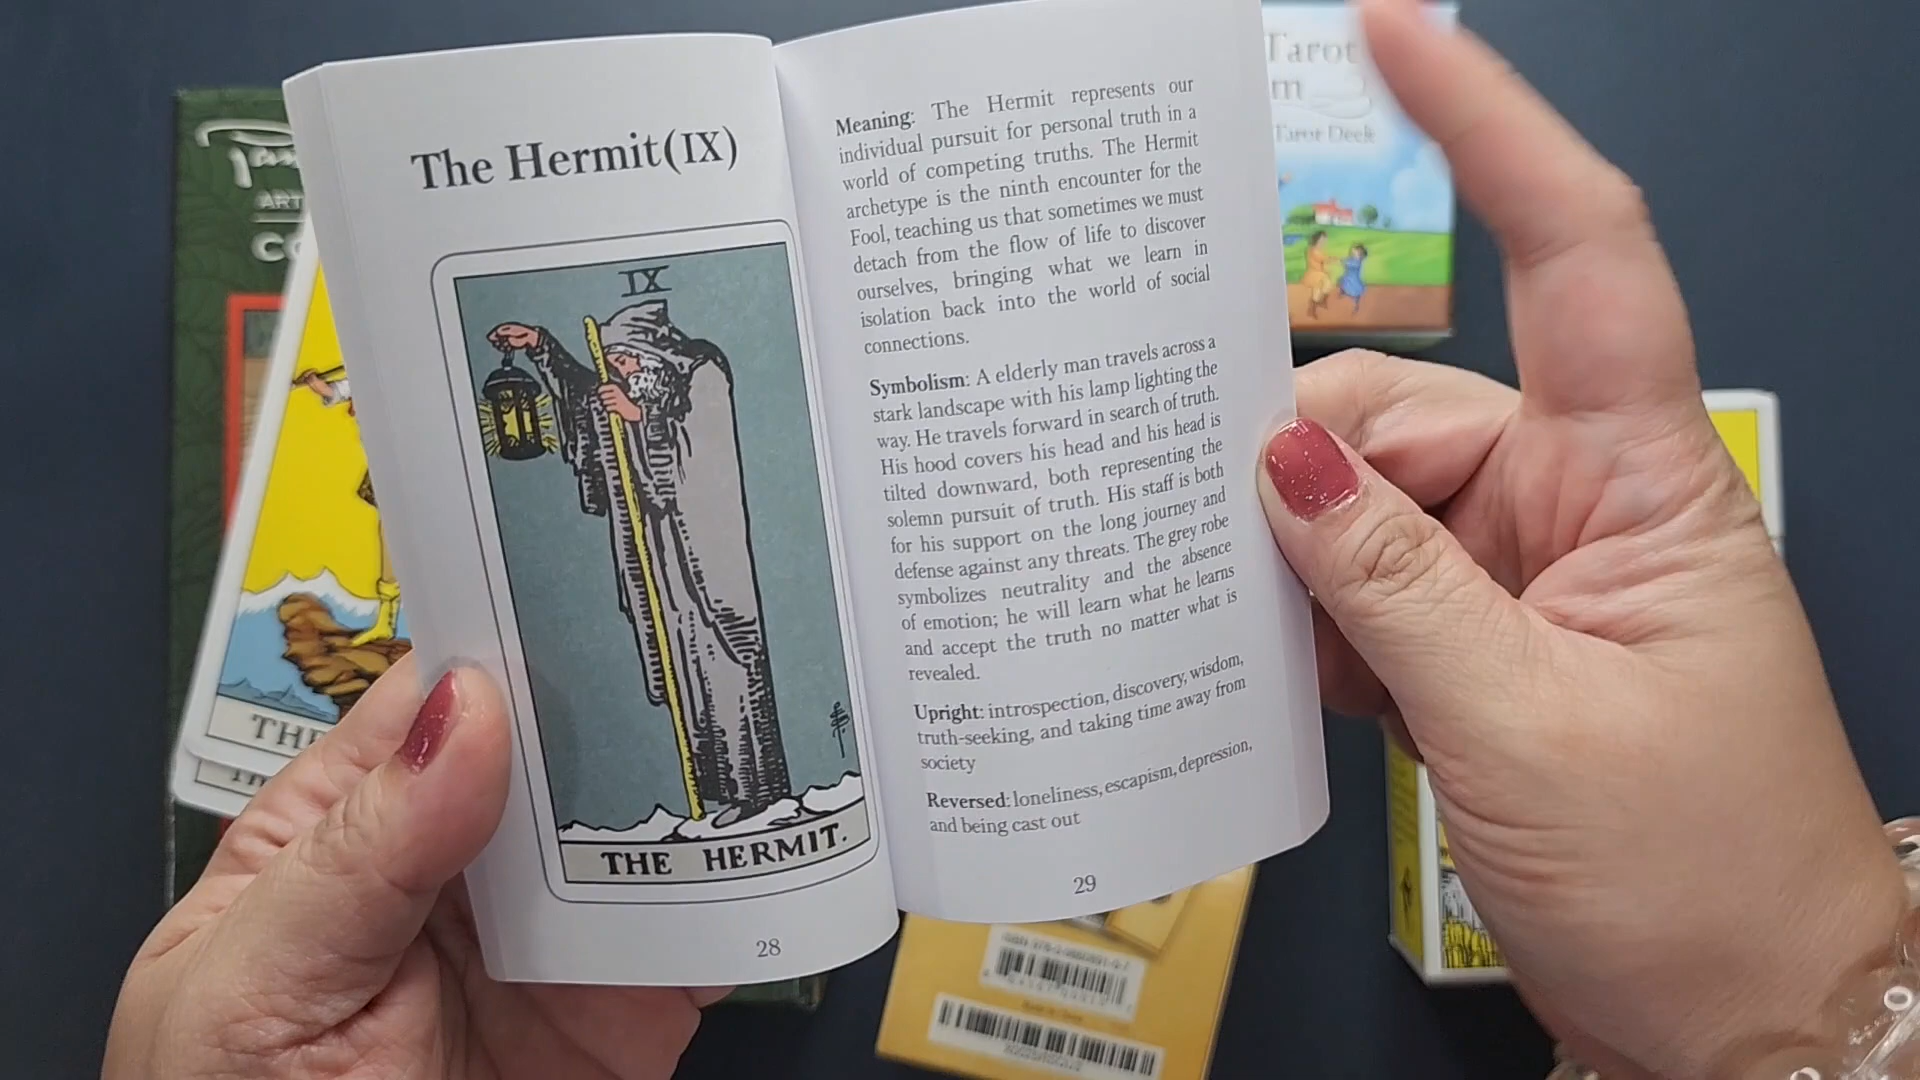 The Hermit(IX)
IX
THE HERMIT.
28
Meaning: The Hermit represents our
individual pursuit for personal truth in a
world of competing truths. The Hermit
archetype is the ninth encounter for the
Fool, teaching us that sometimes we must
detach from the flow of life to discover
ourselves, bringing what we learn in
isolation back into the world of social
connections.
Symbolism: A elderly man travels across a
stark landscape with his lamp lighting the
way. He travels forward in search of truth.
His hood covers his head and his head is
tilted downward, both representing the
solemn pursuit of truth. His staff is both
for his support on the long journey and
defense against any threats. The grey robe
symbolizes neutrality and the absence
of emotion; he will learn what he learns
and accept the truth no matter what is
revealed.
Upright: introspection, discovery, wisdom,
truth-seeking, and taking time away from
society
Reversed: loneliness, escapism, depression,
and being cast out
29
Tarot
Tarot Deck
ART
THE